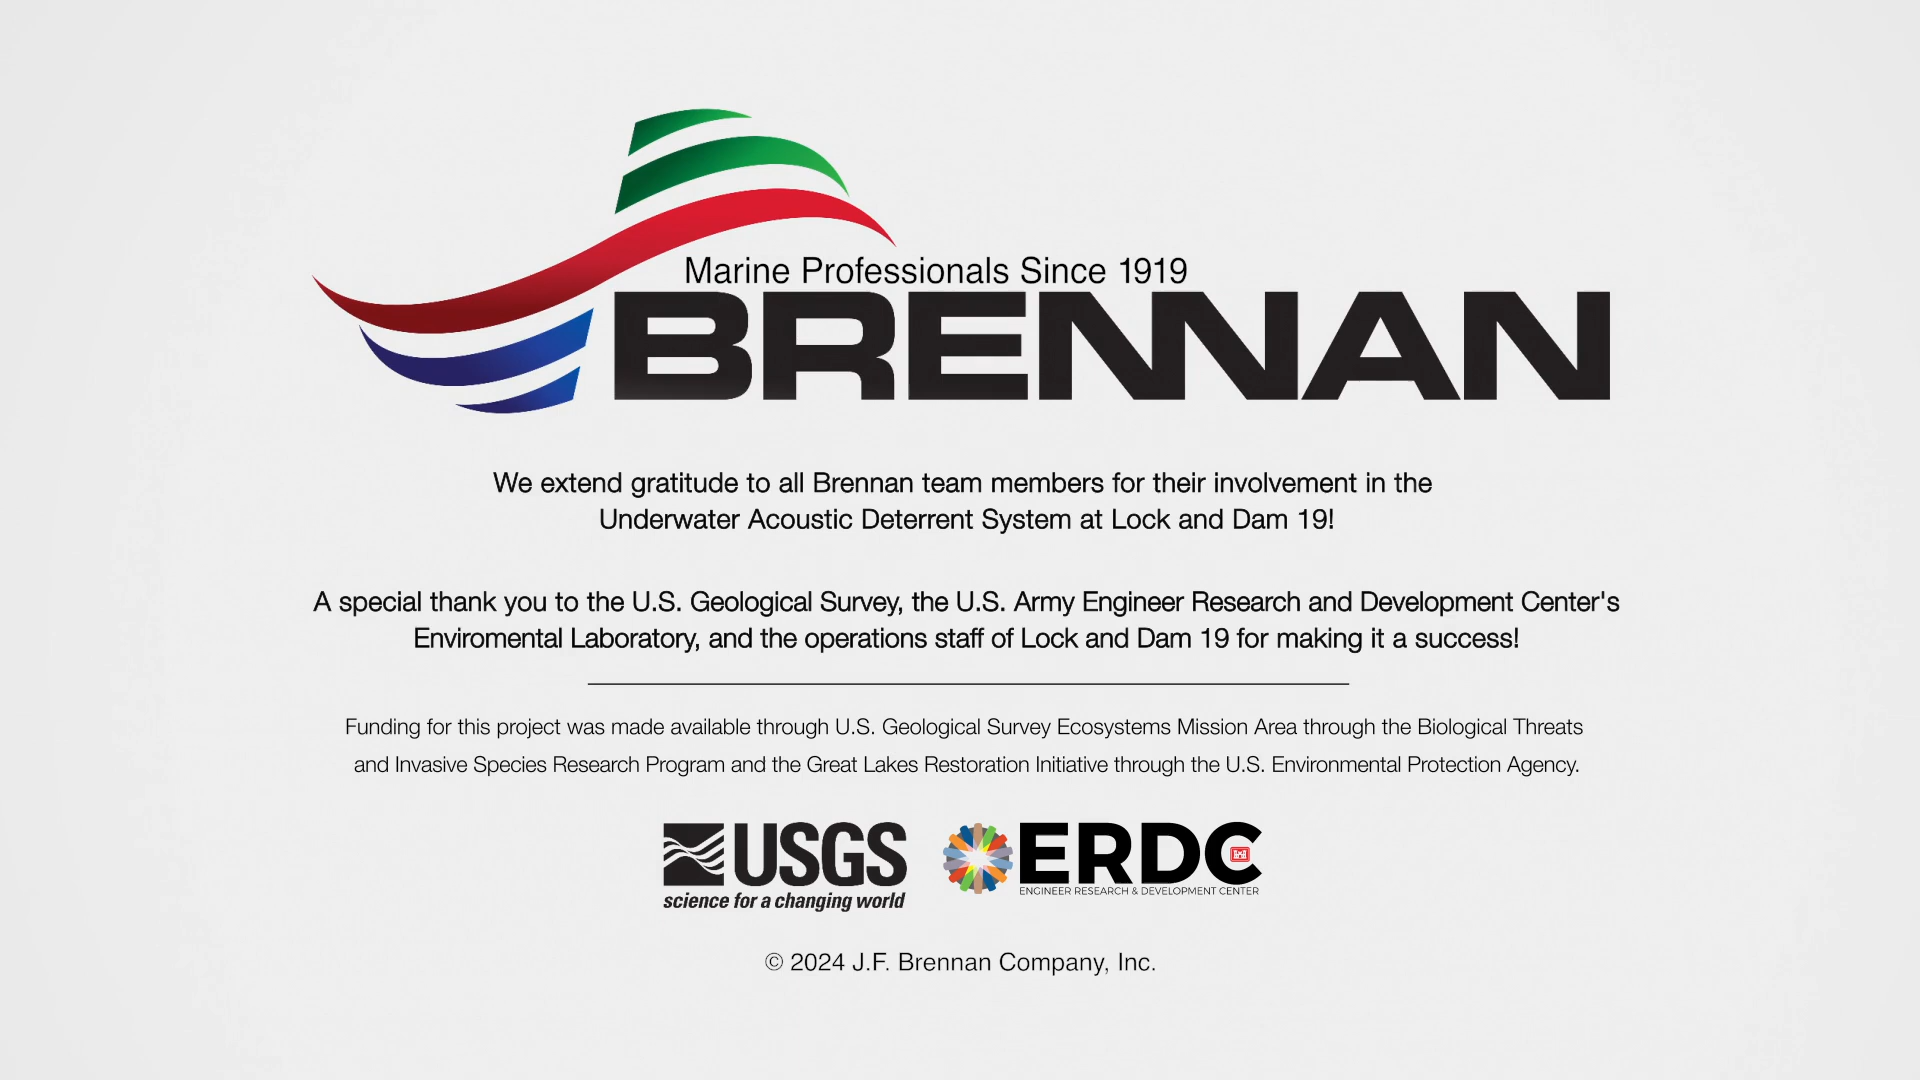 Marine Professionals Since 1919
BRENNAN
We extend gratitude to all Brennan team members for their involvement in the
Underwater Acoustic Deterrent System at Lock and Dam 19!
A special thank you to the U.S. Geological Survey, the U.S. Army Engineer Research and Development Center's
Enviromental Laboratory, and the operations staff of Lock and Dam 19 for making it a success!
Funding for this project was made available through U.S. Geological Survey Ecosystems Mission Area through the Biological Threats
and Invasive Species Research Program and the Great Lakes Restoration Initiative through the U.S. Environmental Protection Agency.
USGS
science for a changing world
ERDC
ENGINEER RESEARCH & DEVELOPMENT CENTER
© 2024 J.F. Brennan Company, Inc.